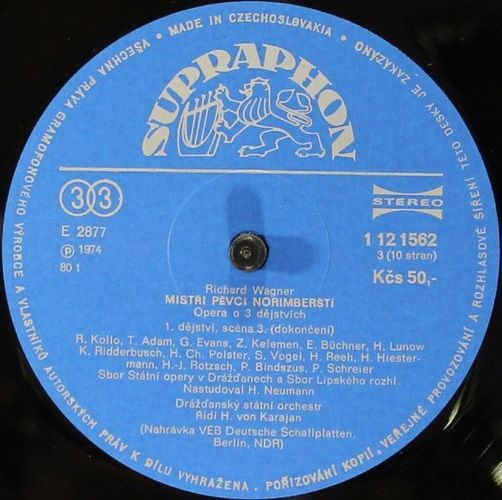 • MADE IN CZECHOSLOVAKIA •
VŠECHNA PRÁVA GRAMOFONOVÉHO VÝROBCE A VLASTNÍKŮ AUTORSKÝCH PRÁV K DÍLU VYHRAŽENA. POŘIZOVÁNÍ KOPIÍ, VEŘEJNÉ PROVOZOVÁNÍ A ROZHLASOVÉ ŠÍŘENÍ TÉTO DESKY JE ZAKÁZÁNO
SUPRAPHON
33
STEREO
E 2877
Ⓟ 1974
80 1
1 12 1562
3 (10 stran)
Kčs 50,-
Richard Wagner
MISTŘI PĚVCI NORIMBERŠTÍ
Opera o 3 dějstvích
1. dějství, scéna 3. (dokončení)
R. Kollo, T. Adam, G. Evans, Z. Kelemen, E. Büchner, H. Lunow
K. Ridderbusch, H. Ch. Polster, S. Vogel, H. Reeh, H. Hiester-
mann, H.-J. Rotzsch, P. Bindszus, P. Schreier
Sbor Státní opery v Drážďanech a Sbor Lipského rozhl.
Nastudoval H. Neumann
Drážďanský státní orchestr
Řídí H. von Karajan
(Nahrávka VEB Deutsche Schallplatten,
Berlin, NDR)